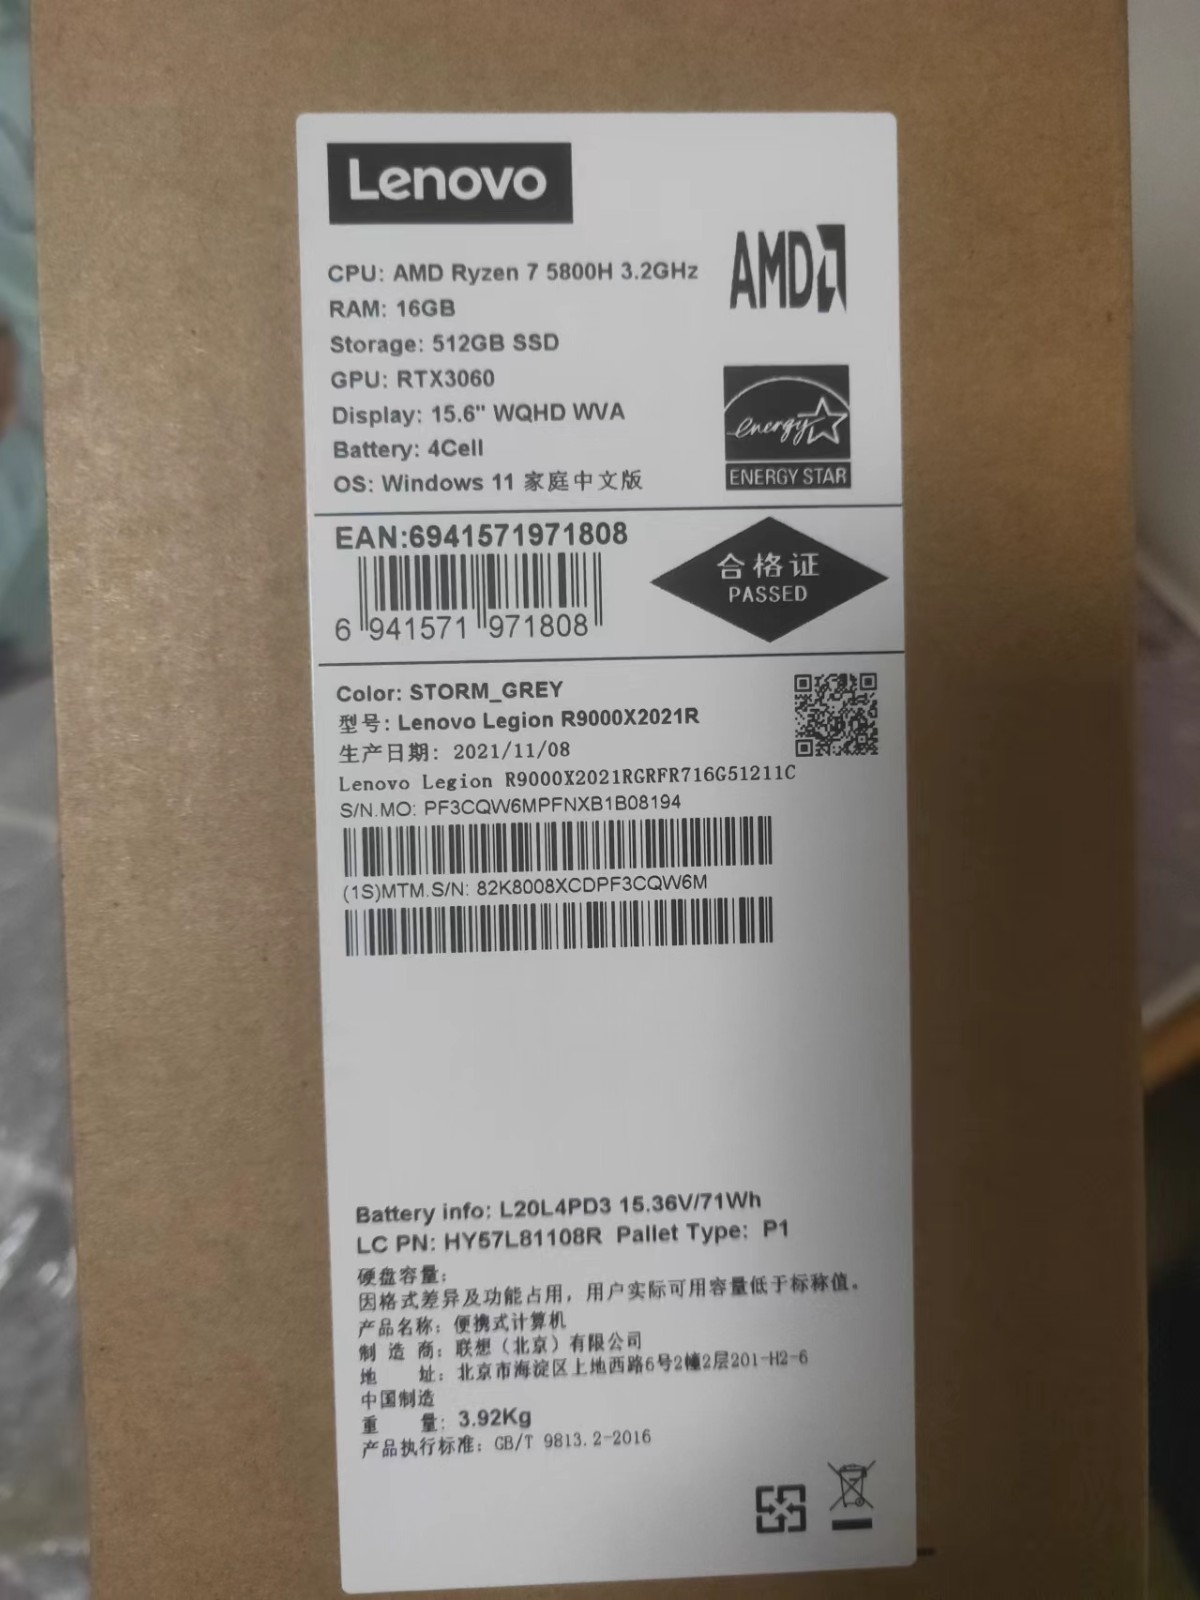 Lenovo
CPU: AMD Ryzen 7 5800H 3.2GHz
RAM: 16GB
Storage: 512GB SSD
GPU: RTX3060
Display: 15.6" WQHD WVA
Battery: 4Cell
OS: Windows 11 家庭中文版
AMD
energy
ENERGY STAR
EAN:6941571971808
6 941571 971808
合格证
PASSED
Color: STORM_GREY
型号: Lenovo Legion R9000X2021R
生产日期: 2021/11/08
Lenovo Legion R9000X2021RGRFR716G51211C
S/N.MO: PF3CQW6MPFNXB1B08194
(1S)MTM.S/N: 82K8008XCDPF3CQW6M
Battery info: L20L4PD3 15.36V/71Wh
LC PN: HY57L81108R Pallet Type: P1
硬盘容量:
因格式差异及功能占用，用户实际可用容量低于标称值。
产品名称: 便携式计算机
制 造 商: 联想（北京）有限公司
地 址: 北京市海淀区上地西路6号2幢2层201-H2-6
中国制造
重 量: 3.92Kg
产品执行标准: GB/T 9813.2-2016